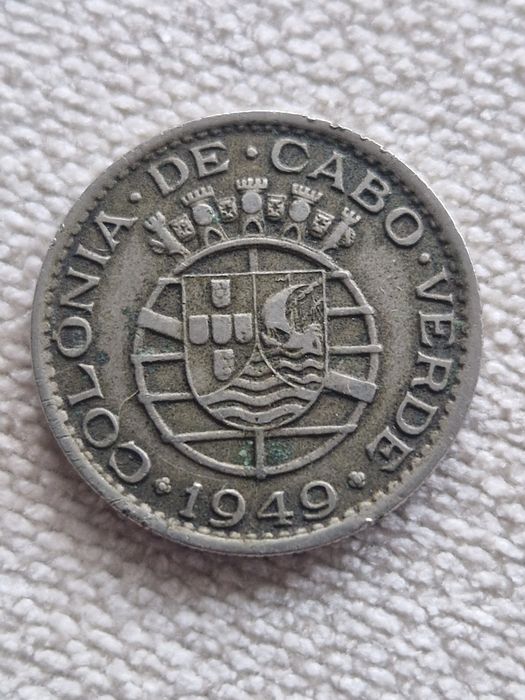 COLONIA · DE · CABO · VERDE
1949